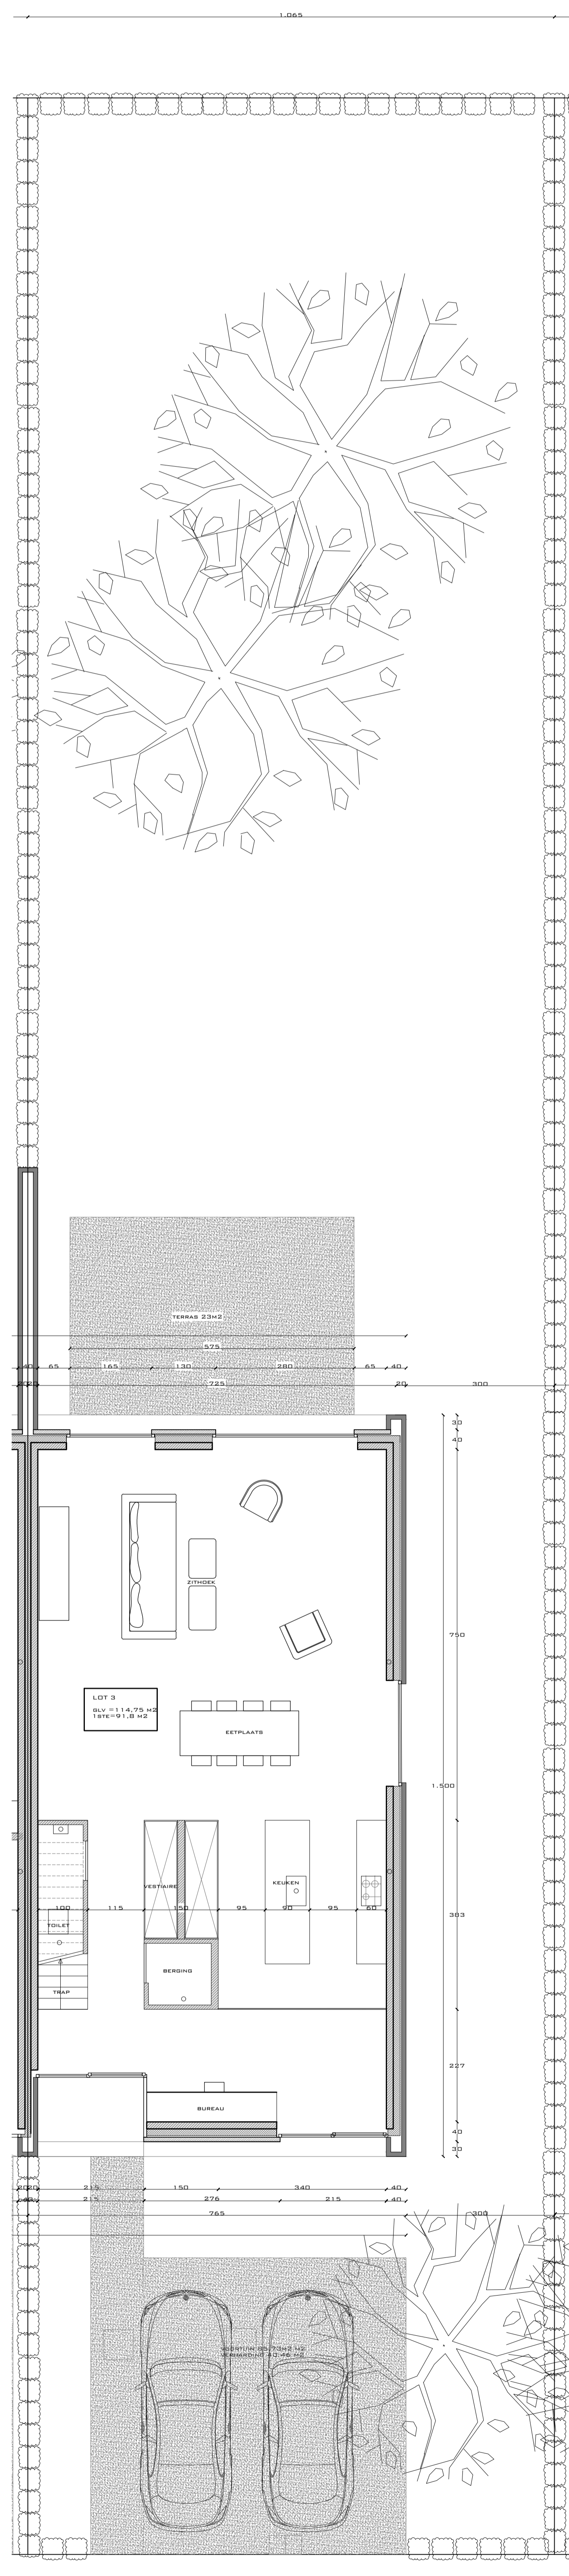 1.065
TERRAS 23M2
575
40 65 165 130 280 65 40
725 20 300
30
40
ZITHOEK
750
LOT 3
GLV =114,75 M2
1STE=91,8 M2
EETPLAATS
1.500
VESTIAIRE
KEUKEN
100 115 150 95 90 95 60
383
TOILET
BERGING
TRAP
227
BUREAU
40
30
215 150 340 40
215 276 215 40
765 300